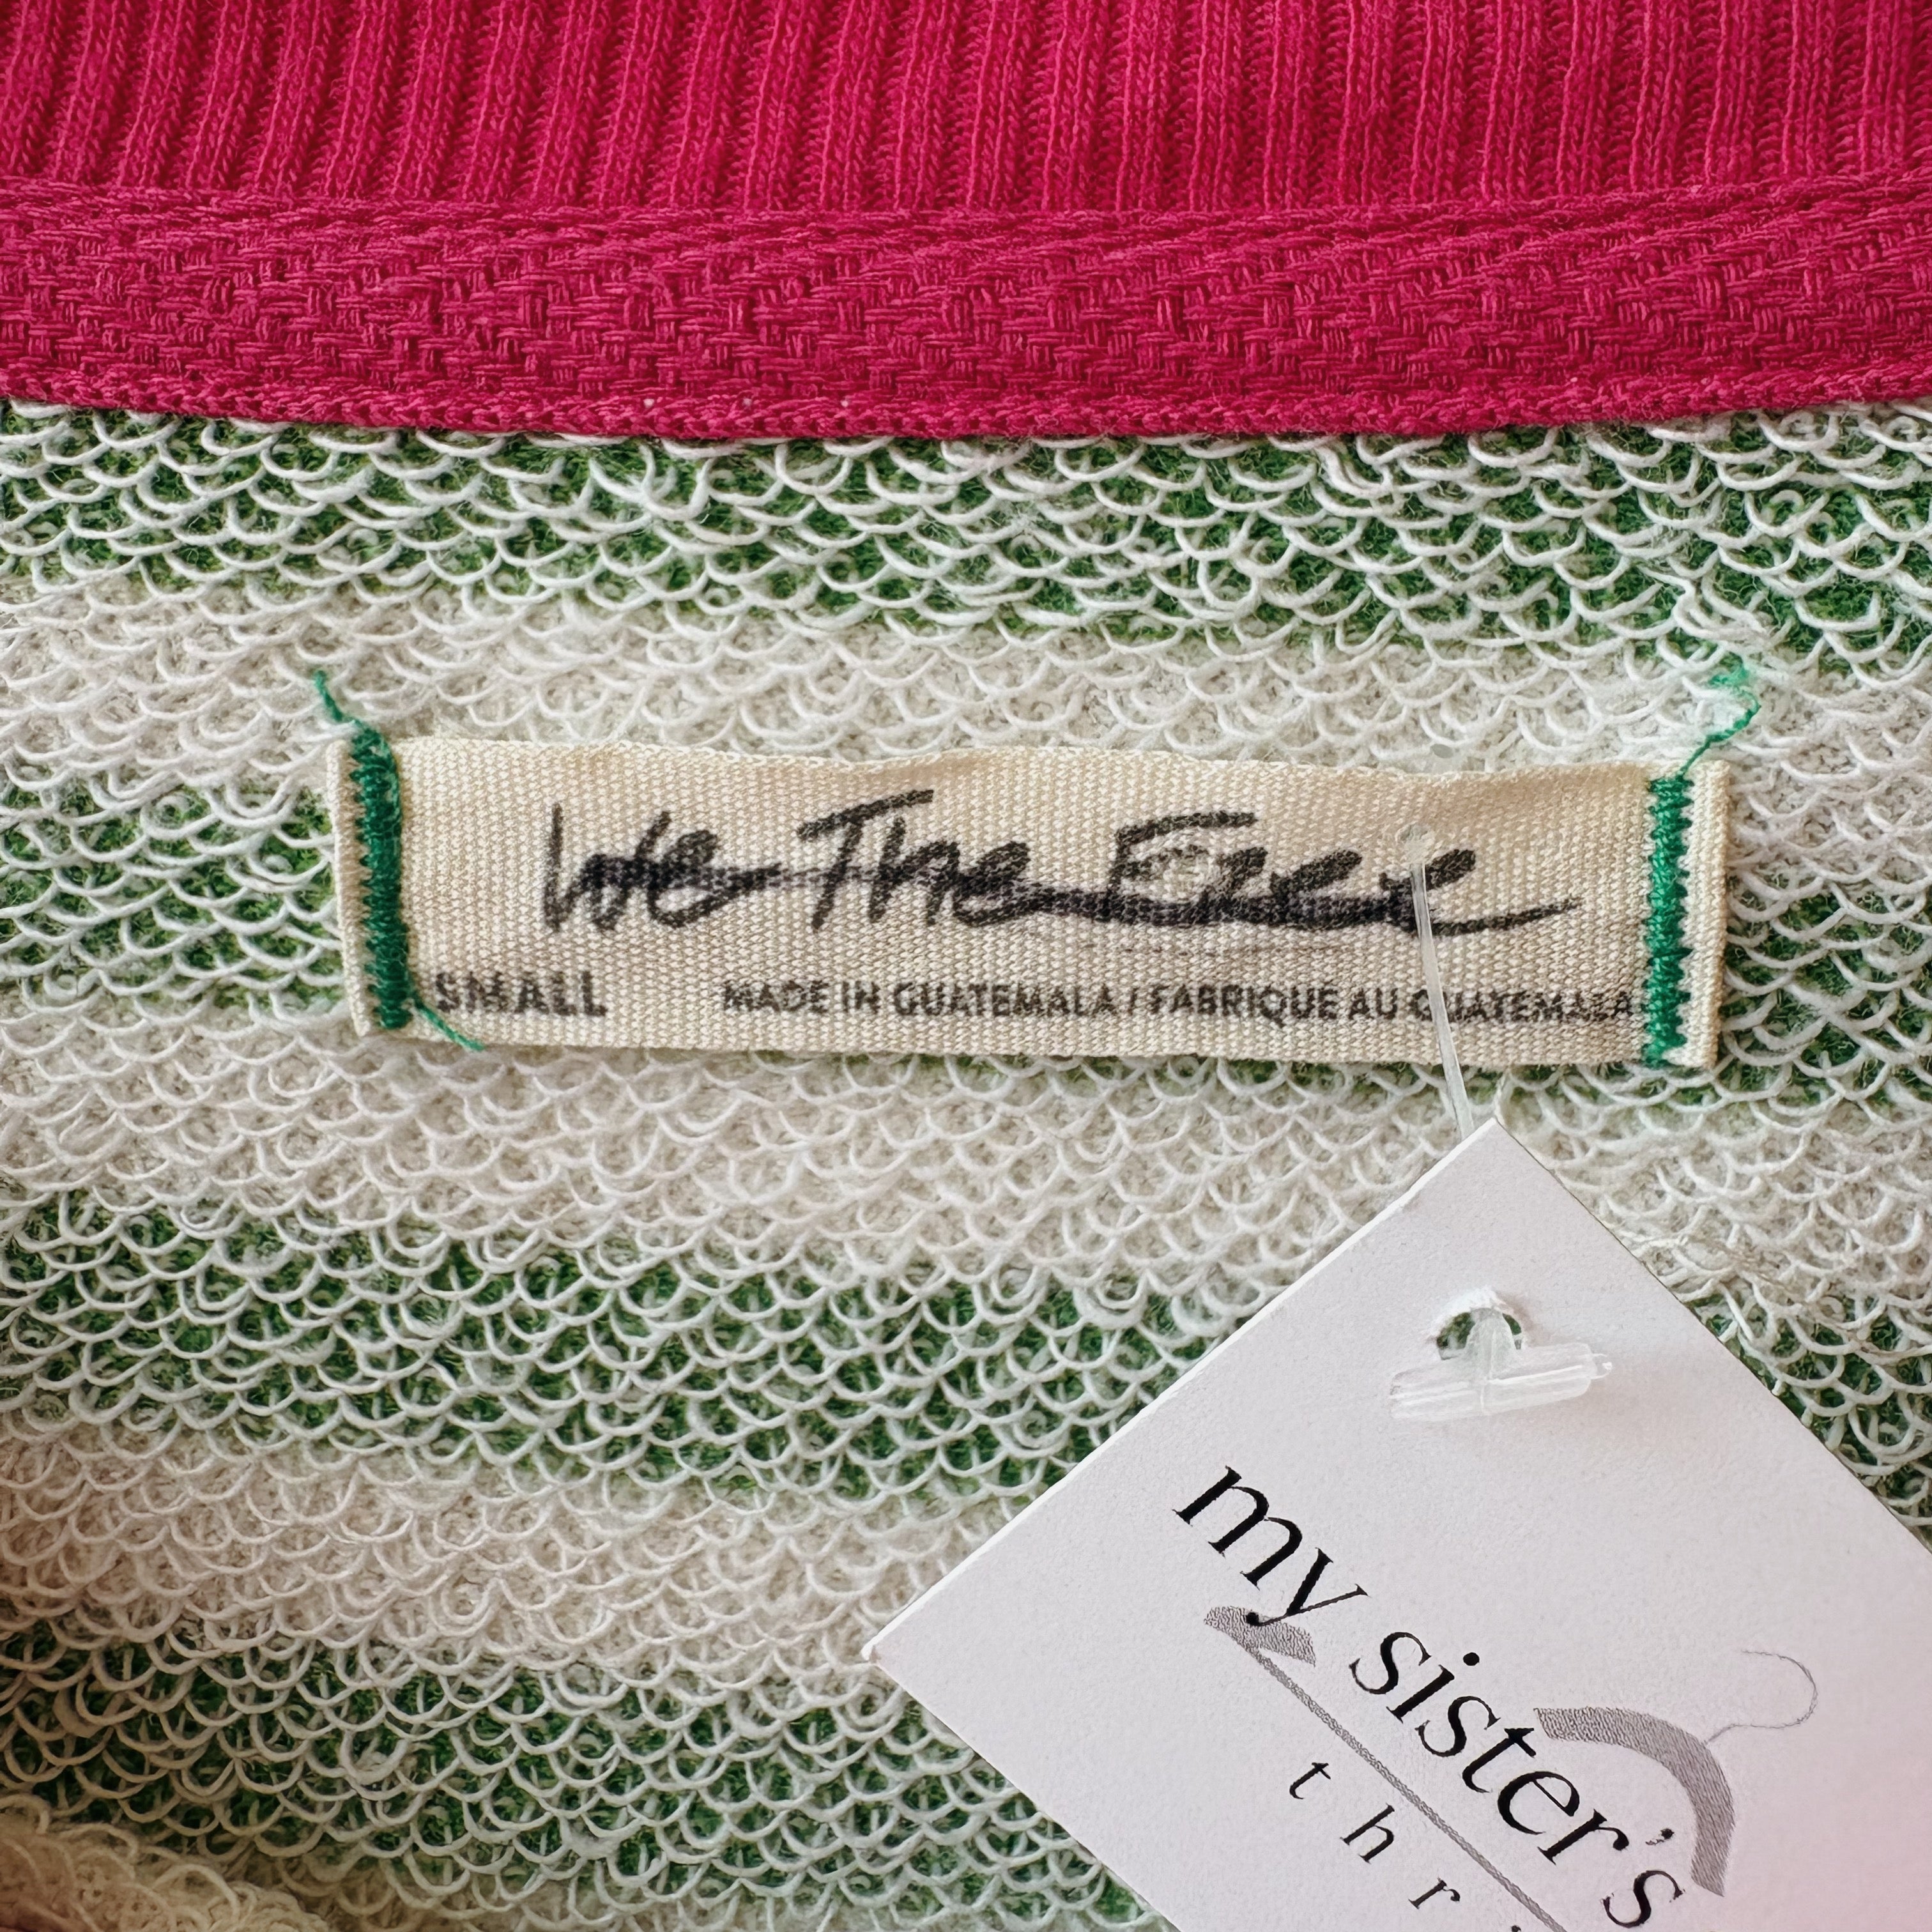 We The Free
SMALL MADE IN GUATEMALA / FABRIQUE AU GUATEMALA
my sister's
thr